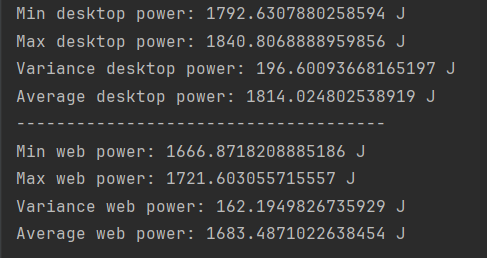 Min desktop power: 1792.6307880258594 J
Max desktop power: 1840.8068888959856 J
Variance desktop power: 196.60093668165197 J
Average desktop power: 1814.024802538919 J
-----------------------------------
Min web power: 1666.8718208885186 J
Max web power: 1721.603055715557 J
Variance web power: 162.1949826735929 J
Average web power: 1683.4871022638454 J